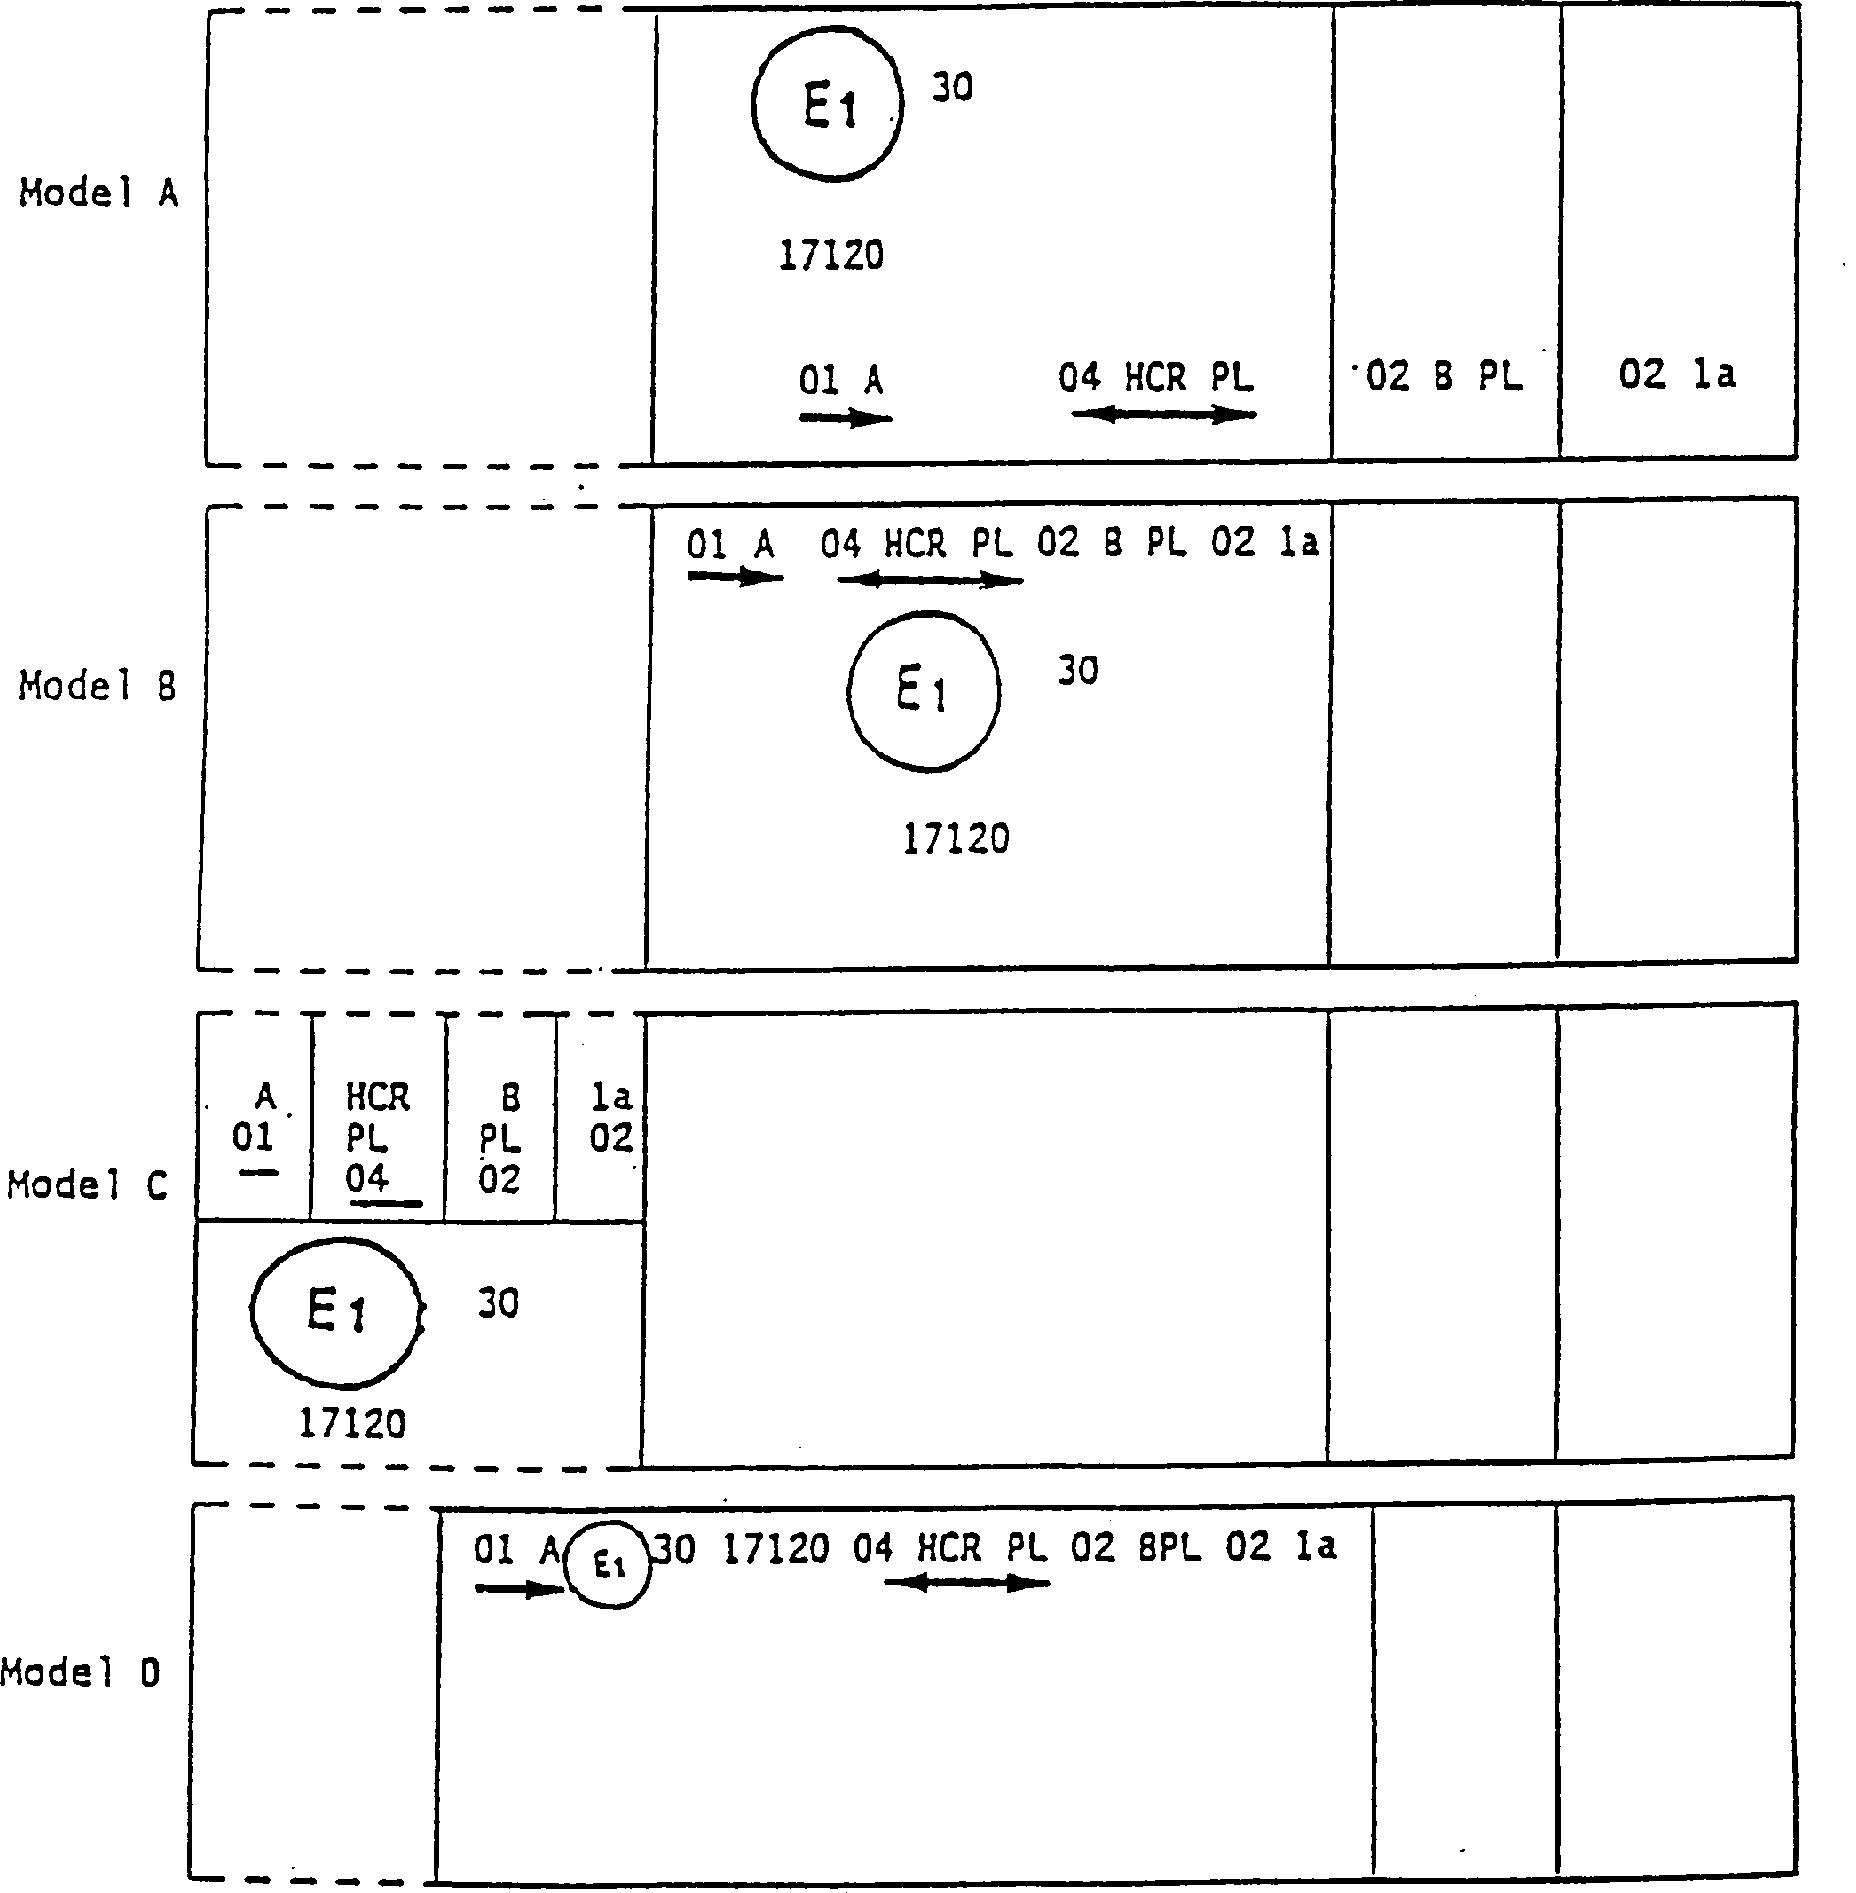 E1 30
Model A
17120
01 A 04 HCR PL 02 B PL 02 1a
01 A 04 HCR PL 02 B PL 02 1a
Model B E1 30
17120
A HCR B 1a
01 PL PL 02
Model C 04 02
E1 30
17120
01 A E1 30 17120 04 HCR PL 02 BPL 02 1a
Model D